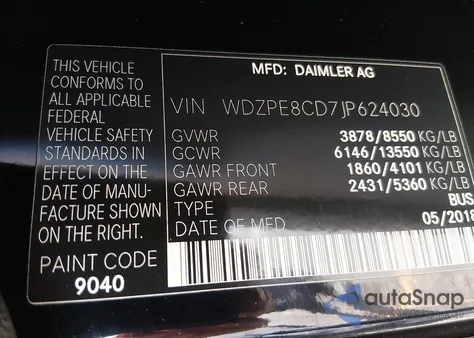 THIS VEHICLE
CONFORMS TO
ALL APPLICABLE
FEDERAL
VEHICLE SAFETY
STANDARDS IN
EFFECT ON THE
DATE OF MANU-
FACTURE SHOWN
ON THE RIGHT.
PAINT CODE
9040
MFD: DAIMLER AG
VIN WDZPE8CD7JP624030
GVWR 3878/8550 KG/LB
GCWR 6146/13550 KG/LB
GAWR FRONT 1860/4101 KG/LB
GAWR REAR 2431/5360 KG/LB
TYPE BUS
DATE OF MFD 05/2018
autoSnap